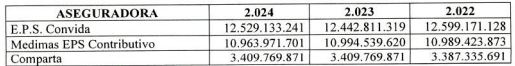 ASEGURADORA 2.024 2.023 2.022
E.P.S. Convida 12.529.133.241 12.442.811.319 12.599.171.128
Medimas EPS Contributivo 10.963.971.701 10.994.539.620 10.989.423.873
Comparta 3.409.769.871 3.409.769.871 3.387.335.691